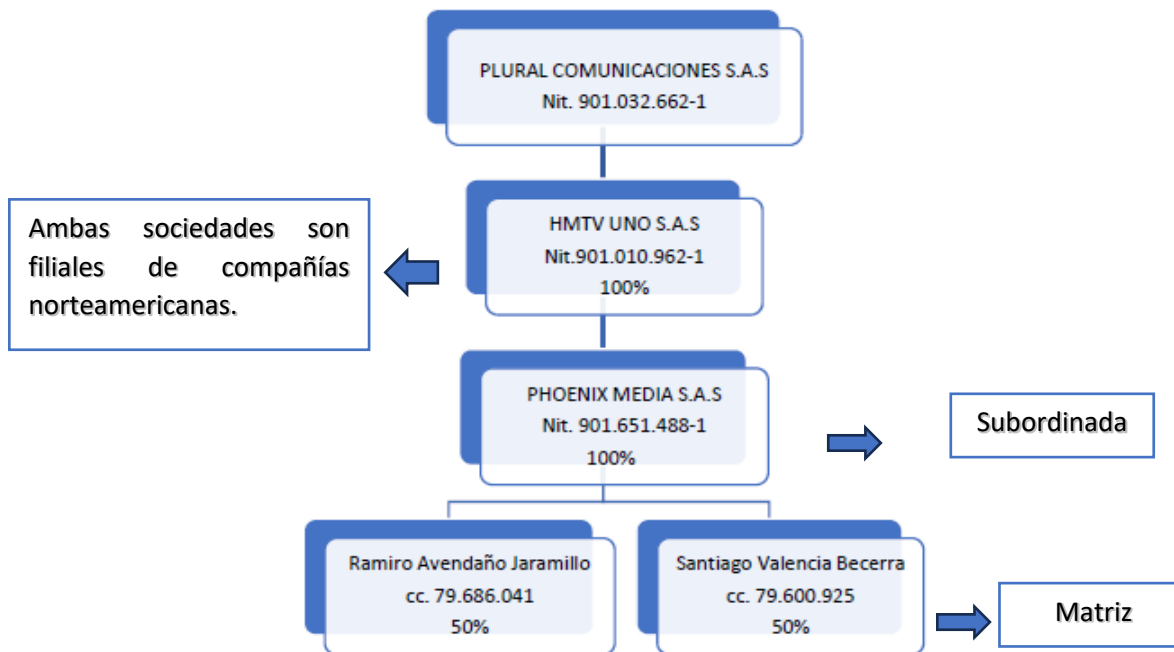 PLURAL COMUNICACIONES S.A.S
Nit. 901.032.662-1
Ambas sociedades son
filiales de compañías
norteamericanas.
HMTV UNO S.A.S
Nit.901.010.962-1
100%
PHOENIX MEDIA S.A.S
Nit. 901.651.488-1
100%
Subordinada
Ramiro Avendaño Jaramillo
cc. 79.686.041
50%
Santiago Valencia Becerra
cc. 79.600.925
50%
Matriz